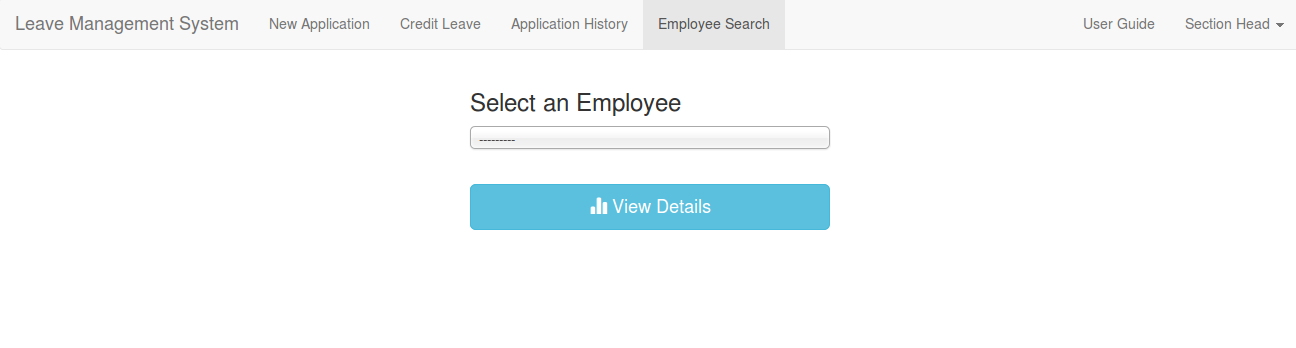 Leave Management System New Application Credit Leave Application History Employee Search User Guide Section Head
Select an Employee
---------
View Details